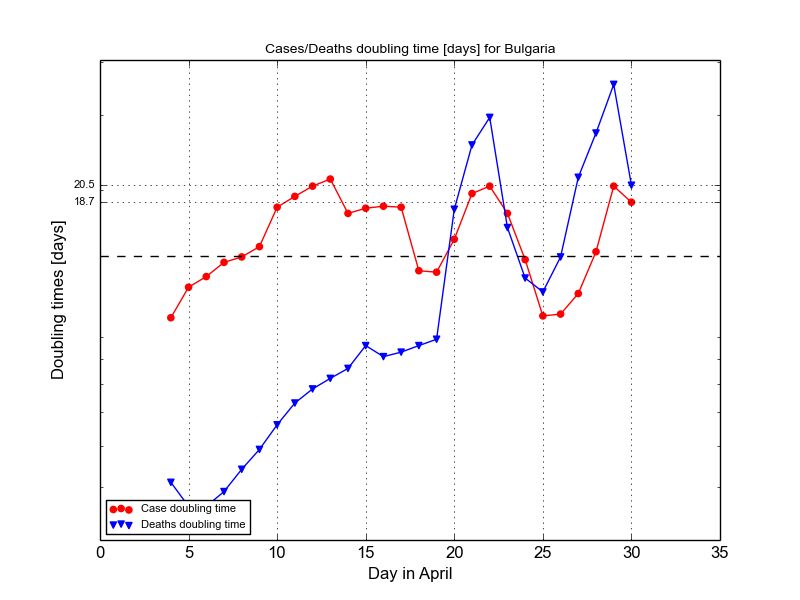 Cases/Deaths doubling time [days] for Bulgaria
20.5
18.7
Doubling times [days]
Case doubling time
Deaths doubling time
0 5 10 15 20 25 30 35
Day in April